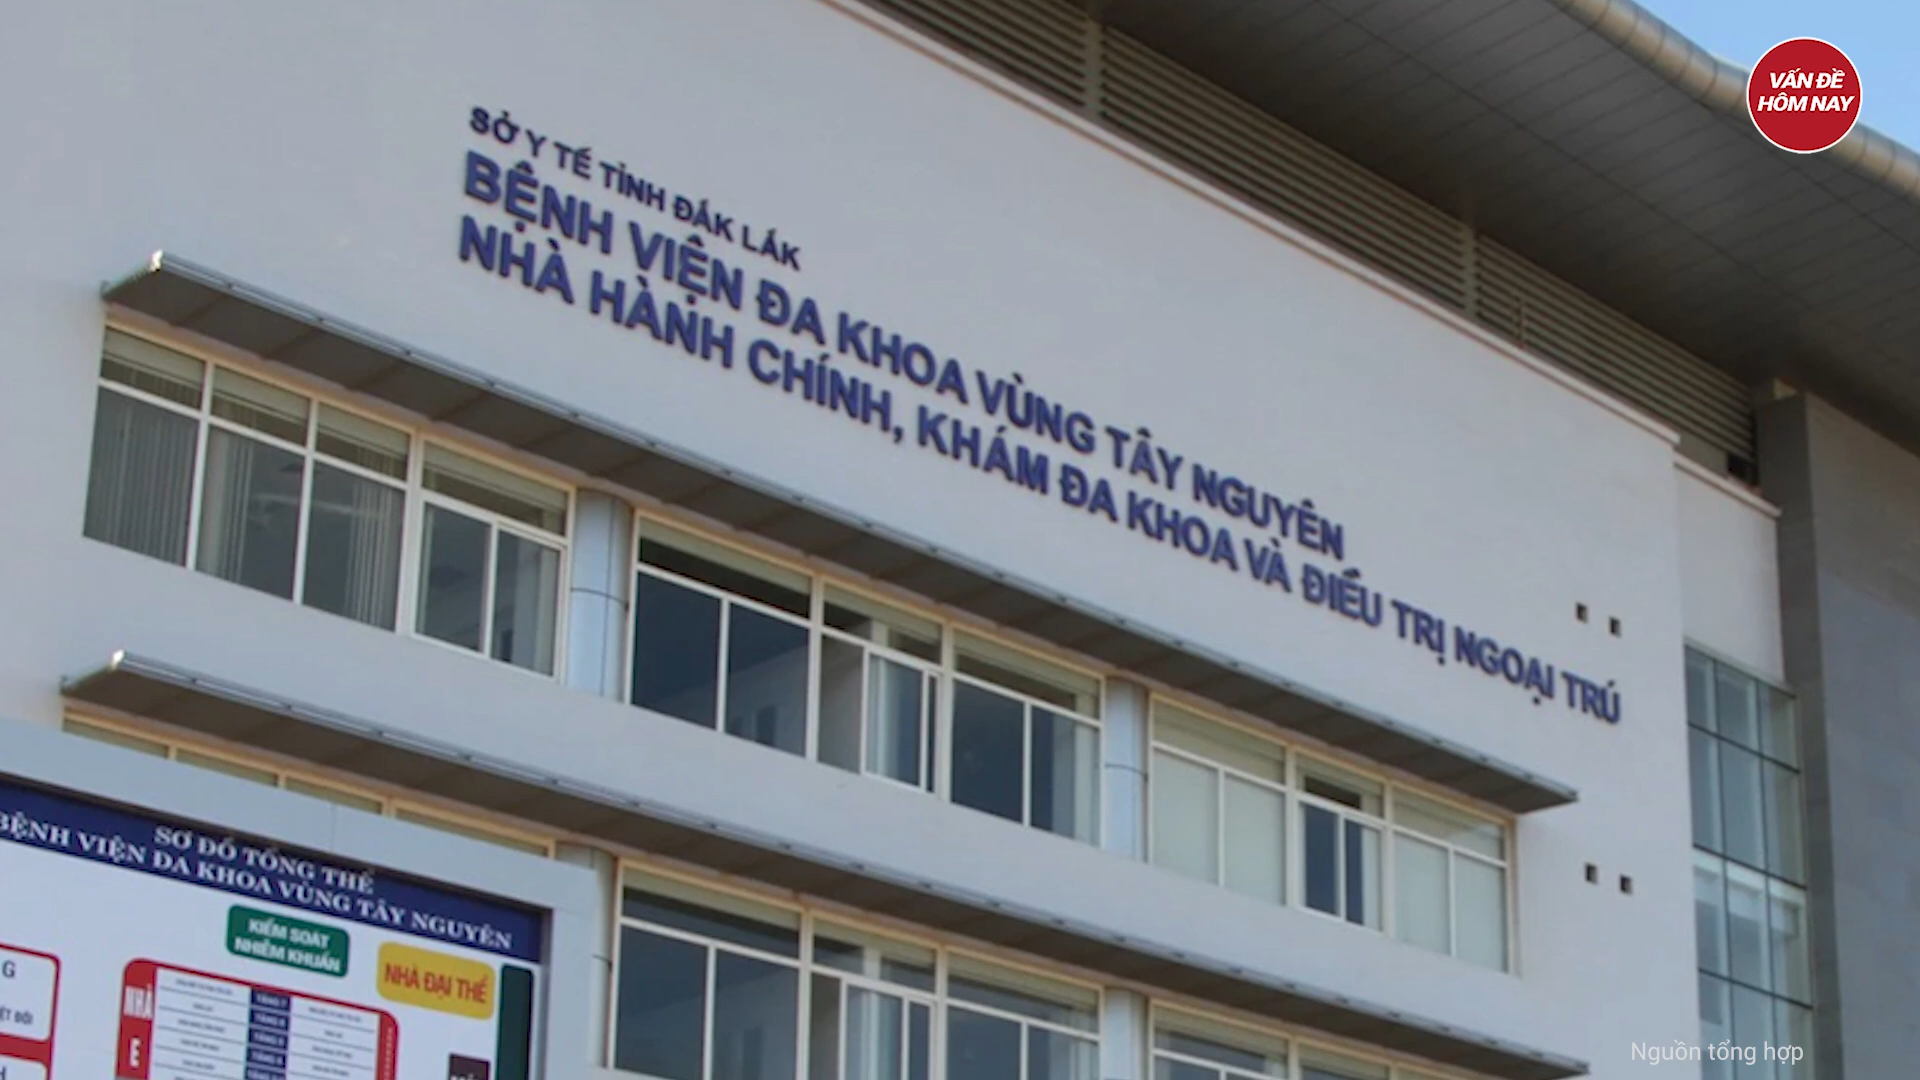 VẤN ĐỀ
HÔM NAY
SỞ Y TẾ TỈNH ĐẮK LẮK
BỆNH VIỆN ĐA KHOA VÙNG TÂY NGUYÊN
NHÀ HÀNH CHÍNH, KHÁM ĐA KHOA VÀ ĐIỀU TRỊ NGOẠI TRÚ
SƠ ĐỒ TỔNG THỂ
BỆNH VIỆN ĐA KHOA VÙNG TÂY NGUYÊN
KIỂM SOÁT
NHIỄM KHUẨN
NHÀ ĐẠI THỂ
G
NHÀ
E
Nguồn tổng hợp